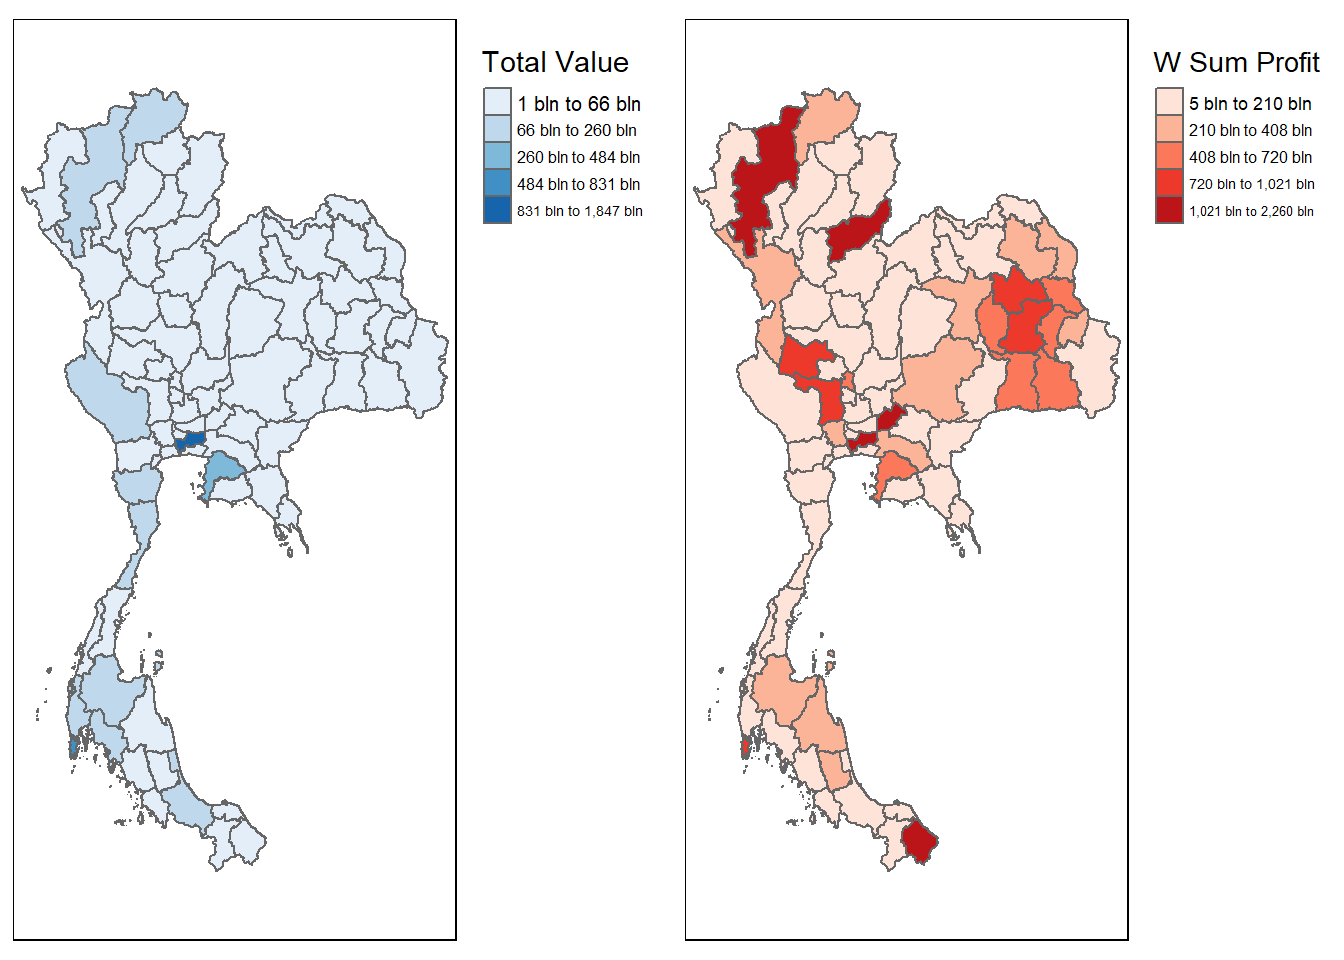 Total Value
1 bln to 66 bln
66 bln to 260 bln
260 bln to 484 bln
484 bln to 831 bln
831 bln to 1,847 bln
W Sum Profit
5 bln to 210 bln
210 bln to 408 bln
408 bln to 720 bln
720 bln to 1,021 bln
1,021 bln to 2,260 bln